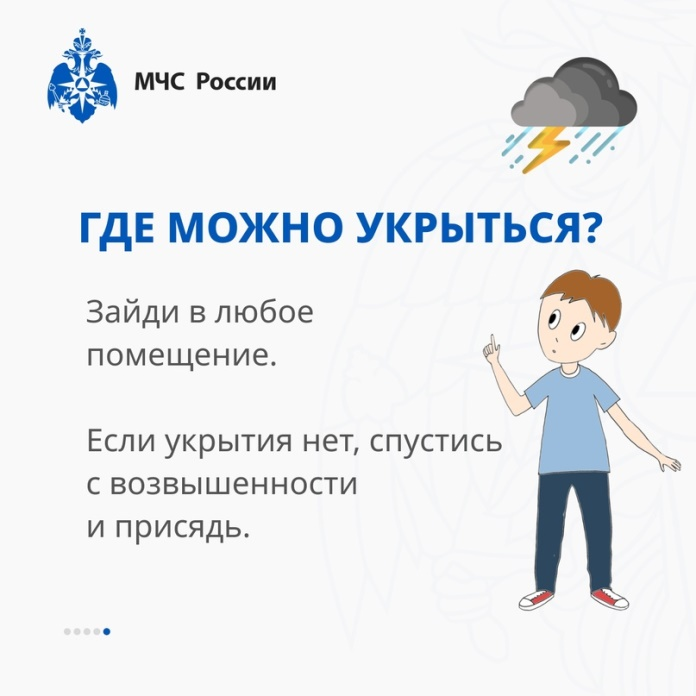 МЧС России
ГДЕ МОЖНО УКРЫТЬСЯ?
Зайди в любое
помещение.
Если укрытия нет, спустись
с возвышенности
и присядь.